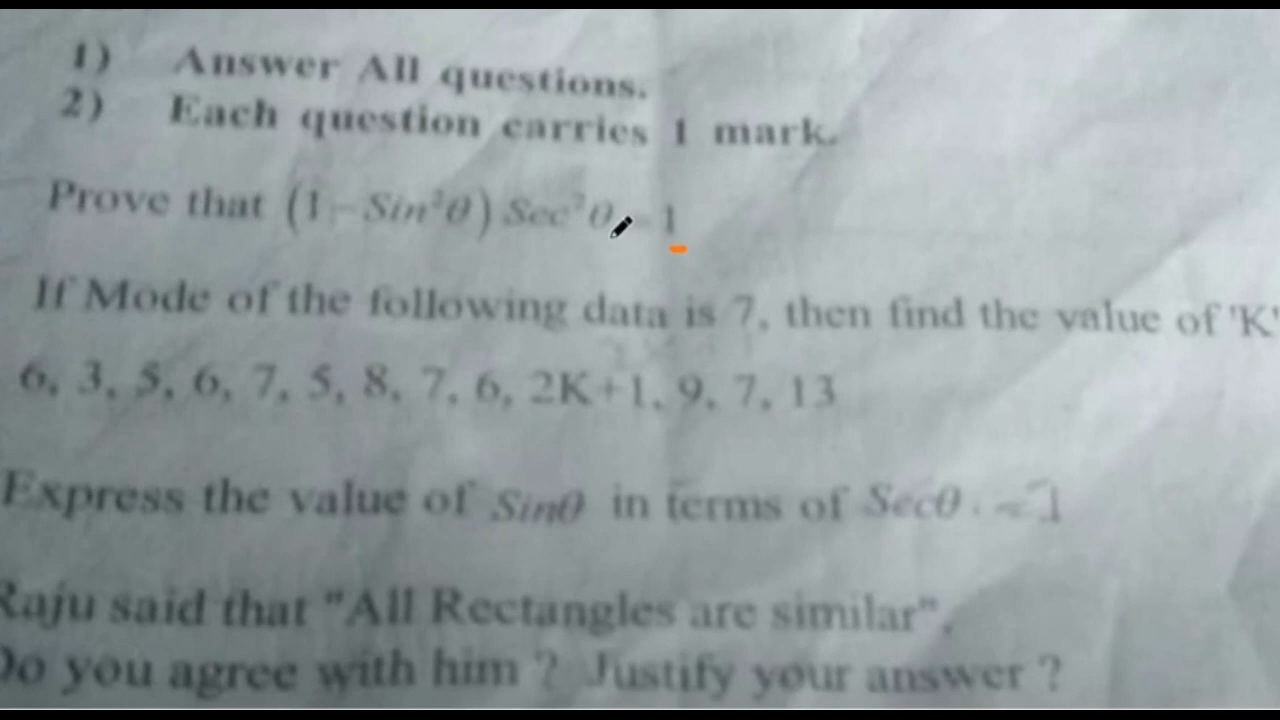 1) Answer All questions.
2) Each question carries 1 mark.
Prove that (1 - Sin²θ) Sec²θ = 1
If Mode of the following data is 7, then find the value of 'K'
6, 3, 5, 6, 7, 5, 8, 7, 6, 2K+1, 9, 7, 13
Express the value of Sinθ in terms of Secθ.
Raju said that "All Rectangles are similar".
Do you agree with him ? Justify your answer ?